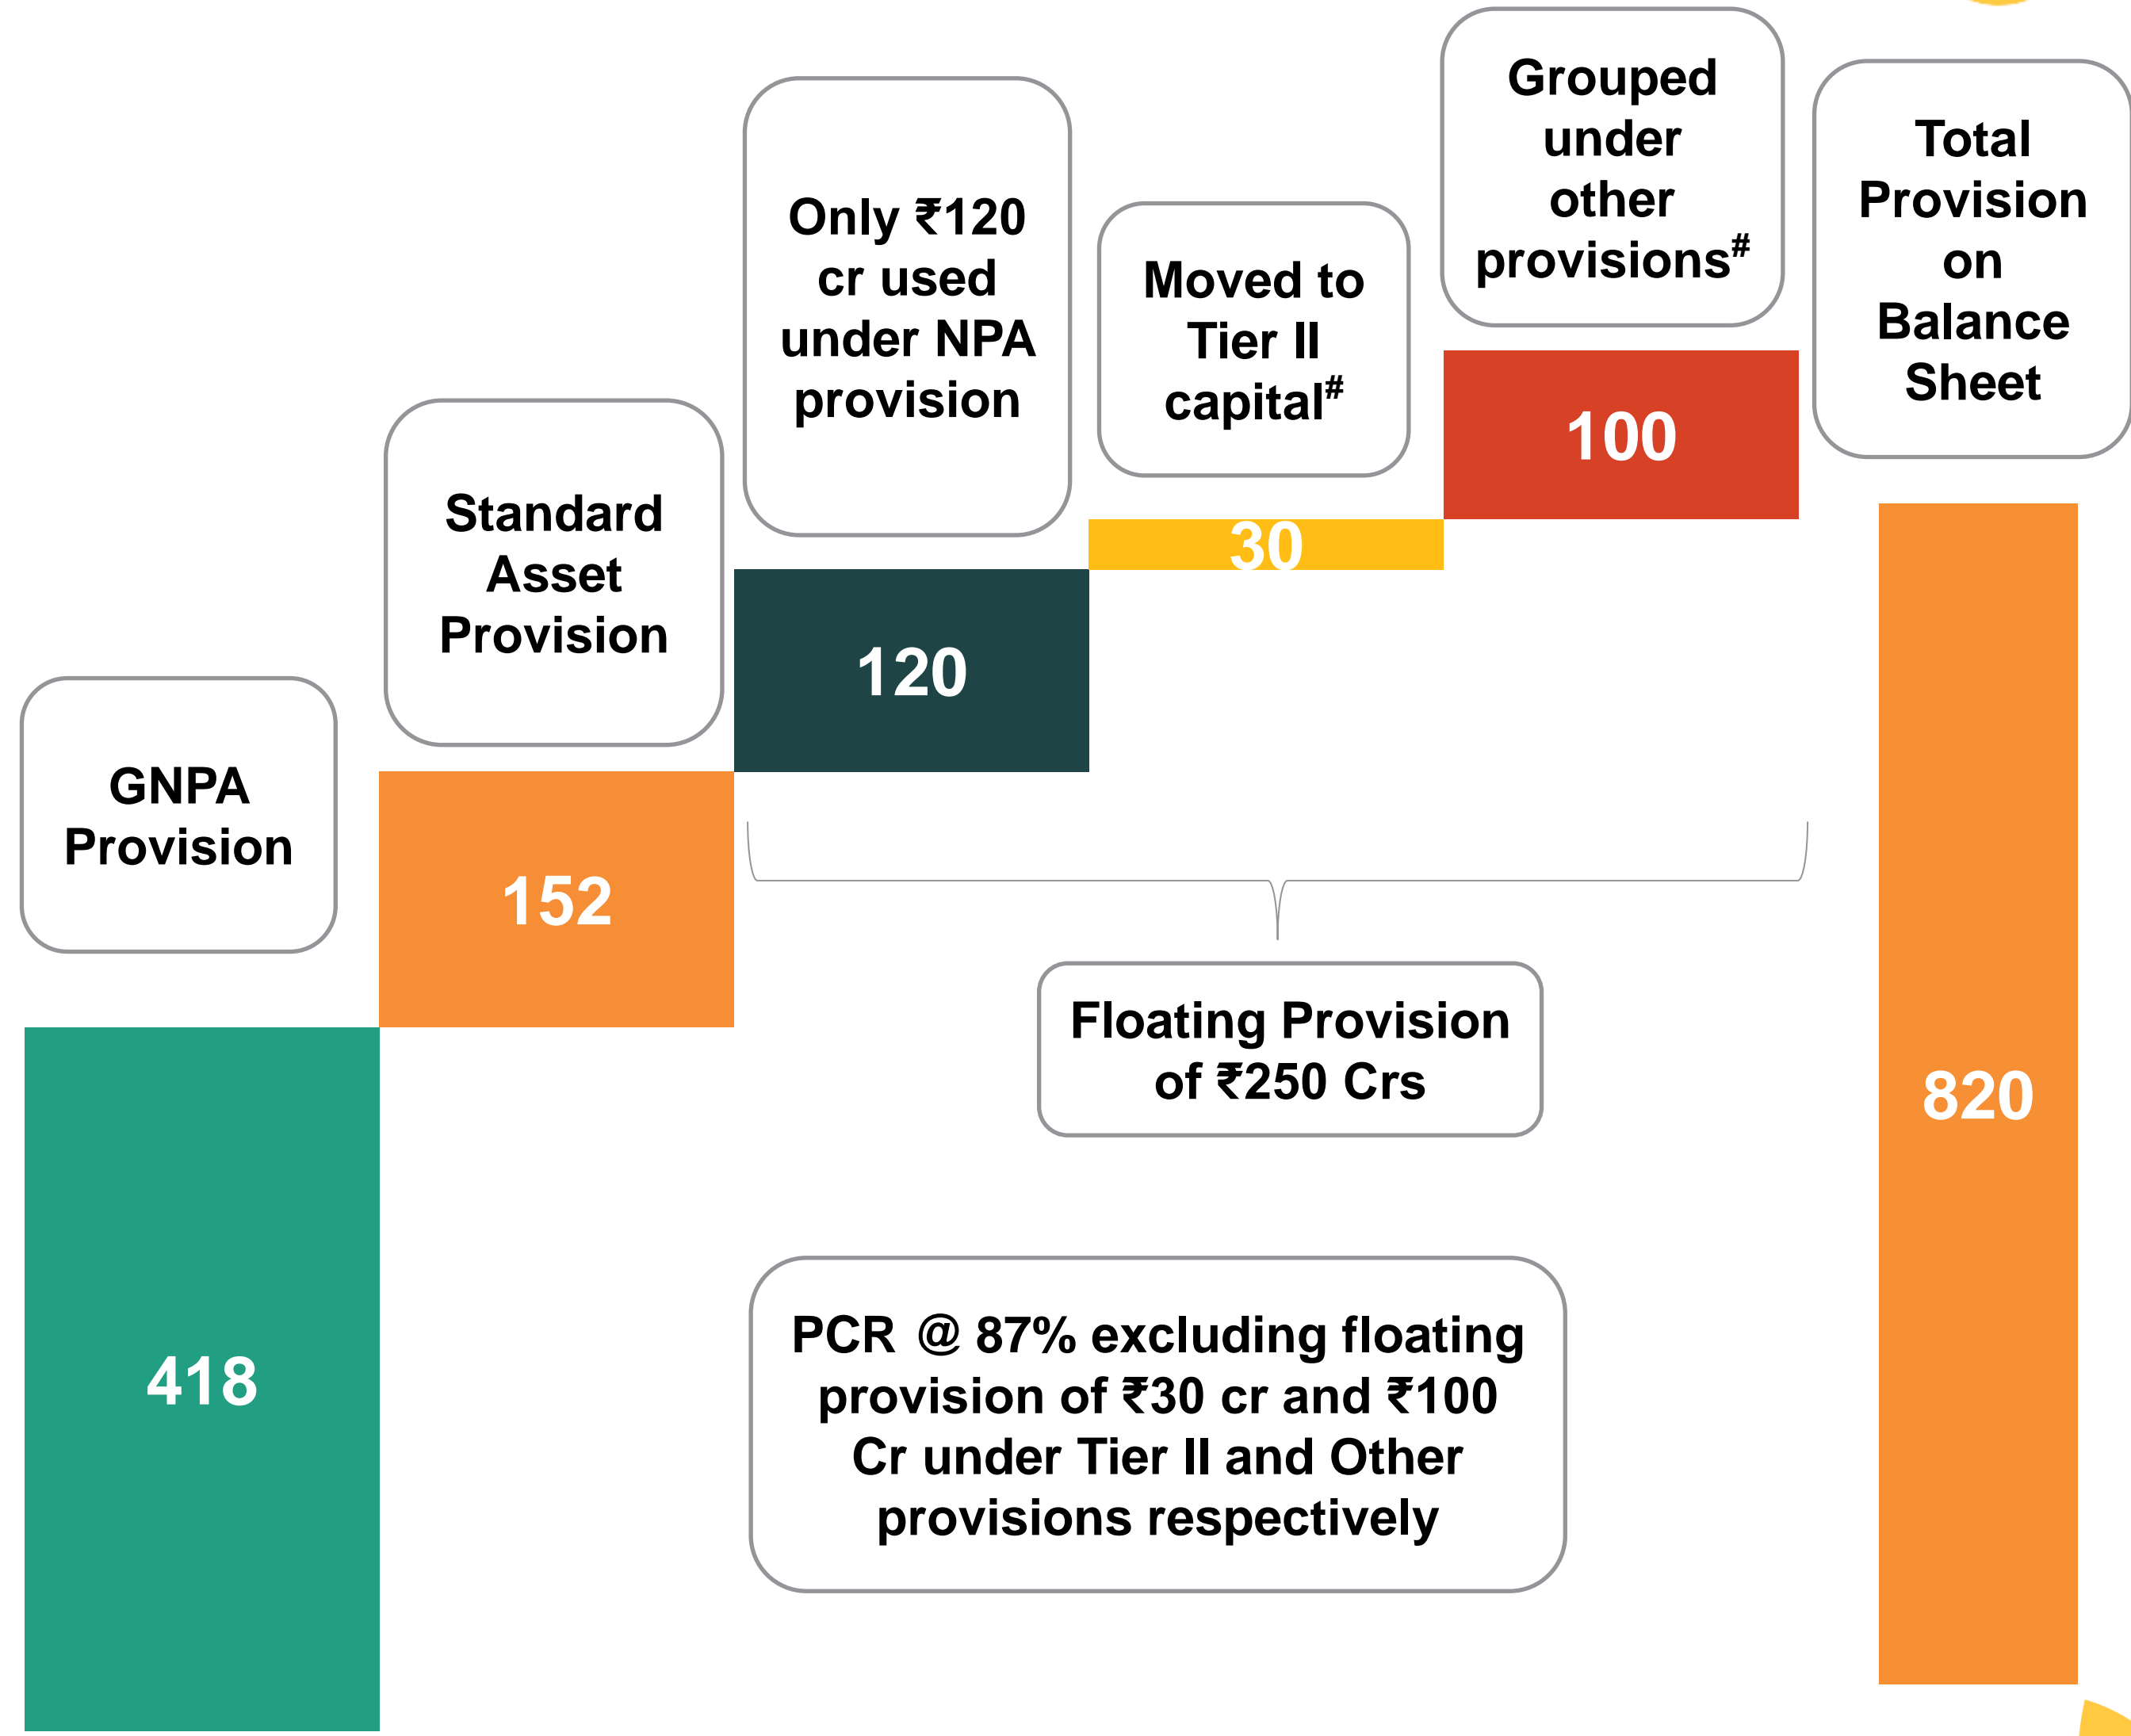 GNPA
Provision
418
Standard
Asset
Provision
152
Only ₹120
cr used
under NPA
provision
120
Moved to
Tier II
capital#
30
Grouped
under
other
provisions#
100
Total
Provision
on
Balance
Sheet
820
Floating Provision
of ₹250 Crs
PCR @ 87% excluding floating
provision of ₹30 cr and ₹100
Cr under Tier II and Other
provisions respectively